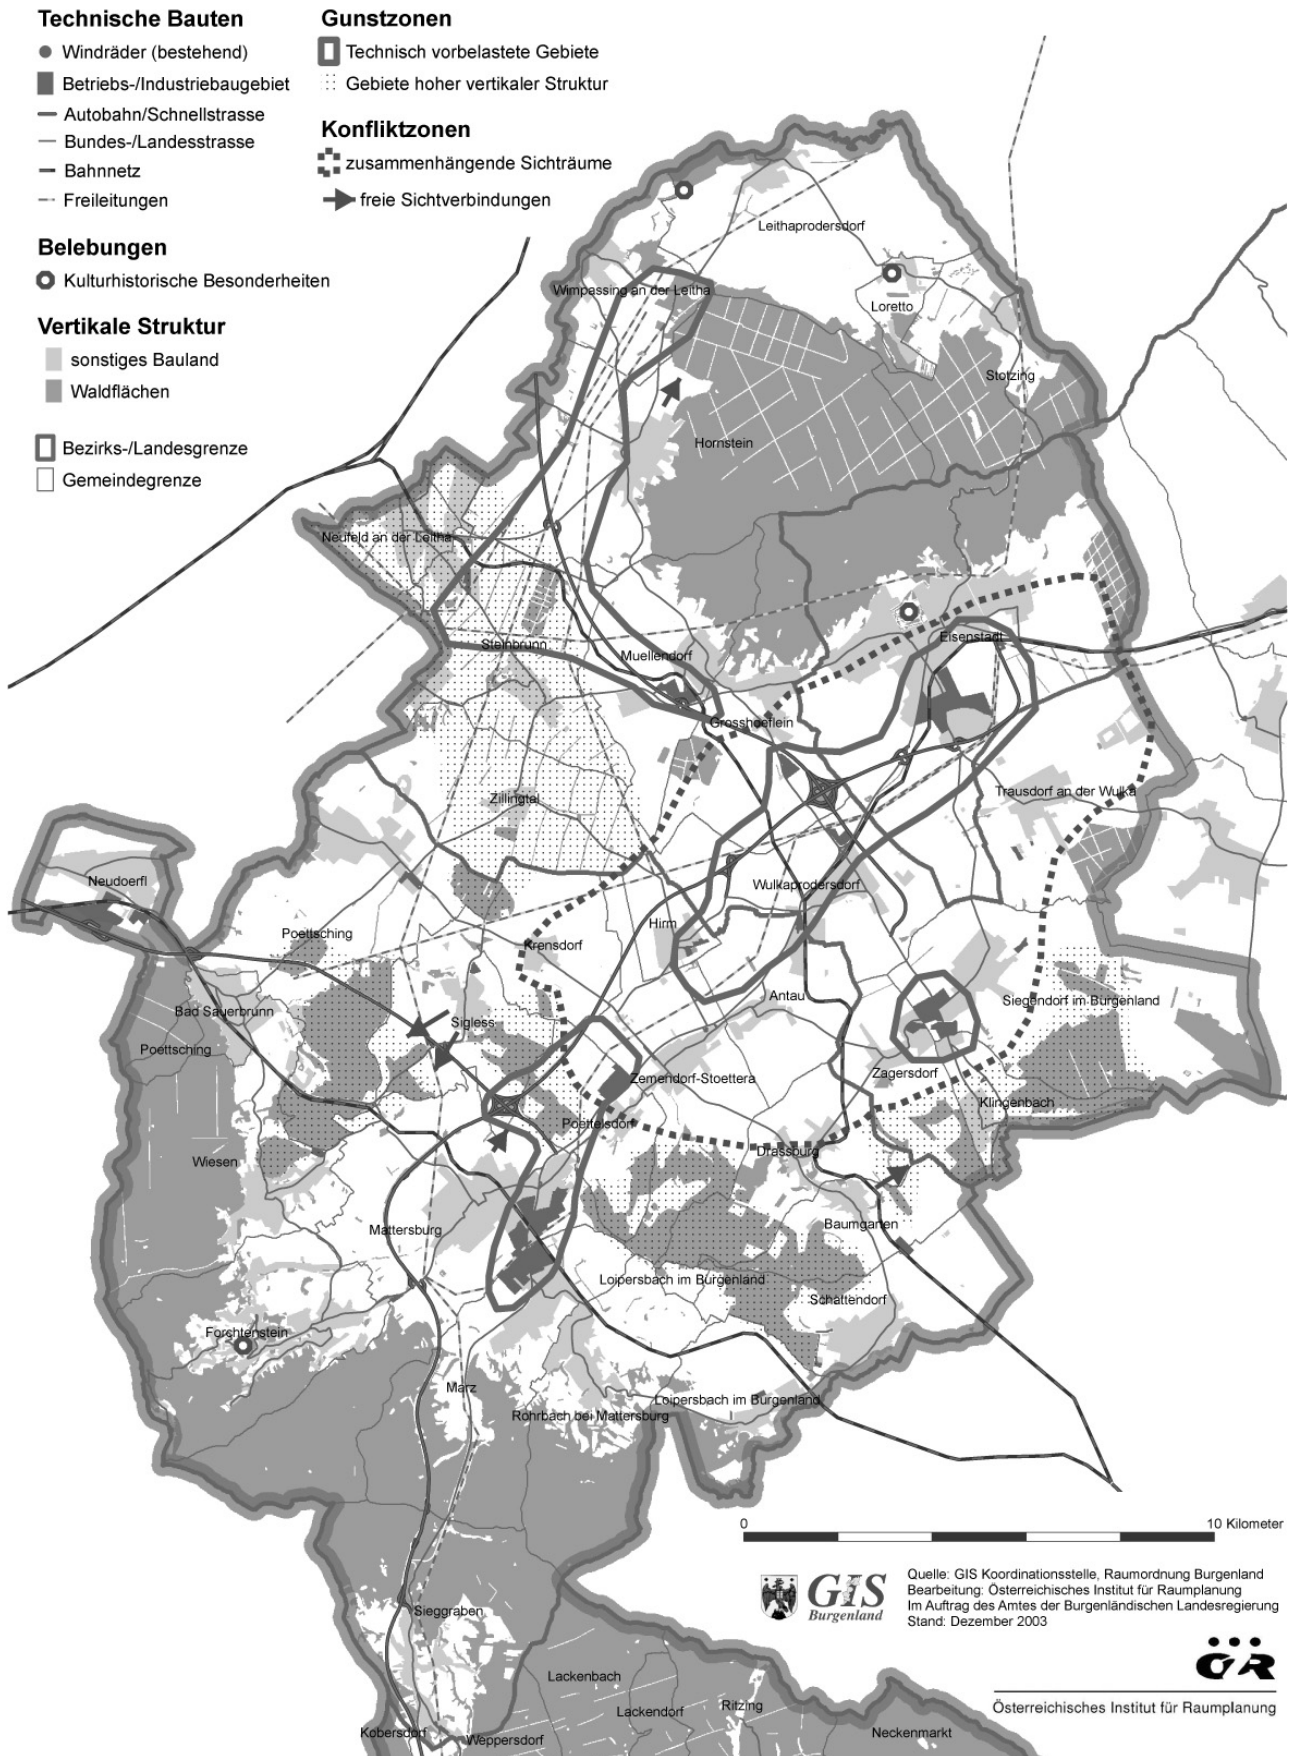 Technische Bauten
Windräder (bestehend)
Betriebs-/Industriebaugebiet
Autobahn/Schnellstrasse
Bundes-/Landesstrasse
Bahnnetz
Freileitungen
Belebungen
Kulturhistorische Besonderheiten
Vertikale Struktur
sonstiges Bauland
Waldflächen
Bezirks-/Landesgrenze
Gemeindegrenze
Gunstzonen
Technisch vorbelastete Gebiete
Gebiete hoher vertikaler Struktur
Konfliktzonen
zusammenhängende Sichträume
freie Sichtverbindungen
Leithaprodersdorf
Wimpassing an der Leitha
Loretto
Stotzing
Hornstein
Neufeld an der Leitha
Eisenstadt
Steinbrunn
Muellendorf
Grosshoeflein
Trausdorf an der Wulka
Zillingtal
Neudoerfl
Wulkaprodersdorf
Hirm
Poettsching
Krensdorf
Antau
Siegendorf im Burgenland
Bad Sauerbrunn
Sigless
Poettsching
Zagersdorf
Zemendorf-Stoettera
Klingenbach
Poettelsdorf
Drassburg
Wiesen
Baumgarten
Mattersburg
Loipersbach im Burgenland
Schattendorf
Forchtenstein
Marz
Loipersbach im Burgenland
Rohrbach bei Mattersburg
0 10 Kilometer
GIS
Burgenland
Quelle: GIS Koordinationsstelle, Raumordnung Burgenland
Bearbeitung: Österreichisches Institut für Raumplanung
Im Auftrag des Amtes der Burgenländischen Landesregierung
Stand: Dezember 2003
Sieggraben
ÖIR
Lackenbach
Österreichisches Institut für Raumplanung
Lackendorf
Ritzing
Kobersdorf
Weppersdorf
Neckenmarkt